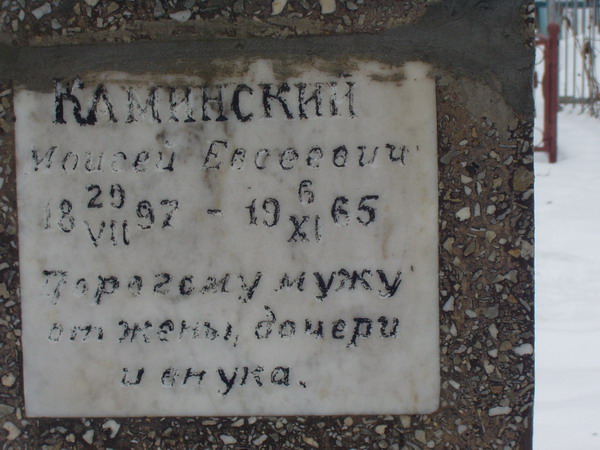 Каминский
Моисей Евсеевич
18 29/VII 97 - 19 6/XI 65
Дорогому мужу
от жены, дочери
и внука.